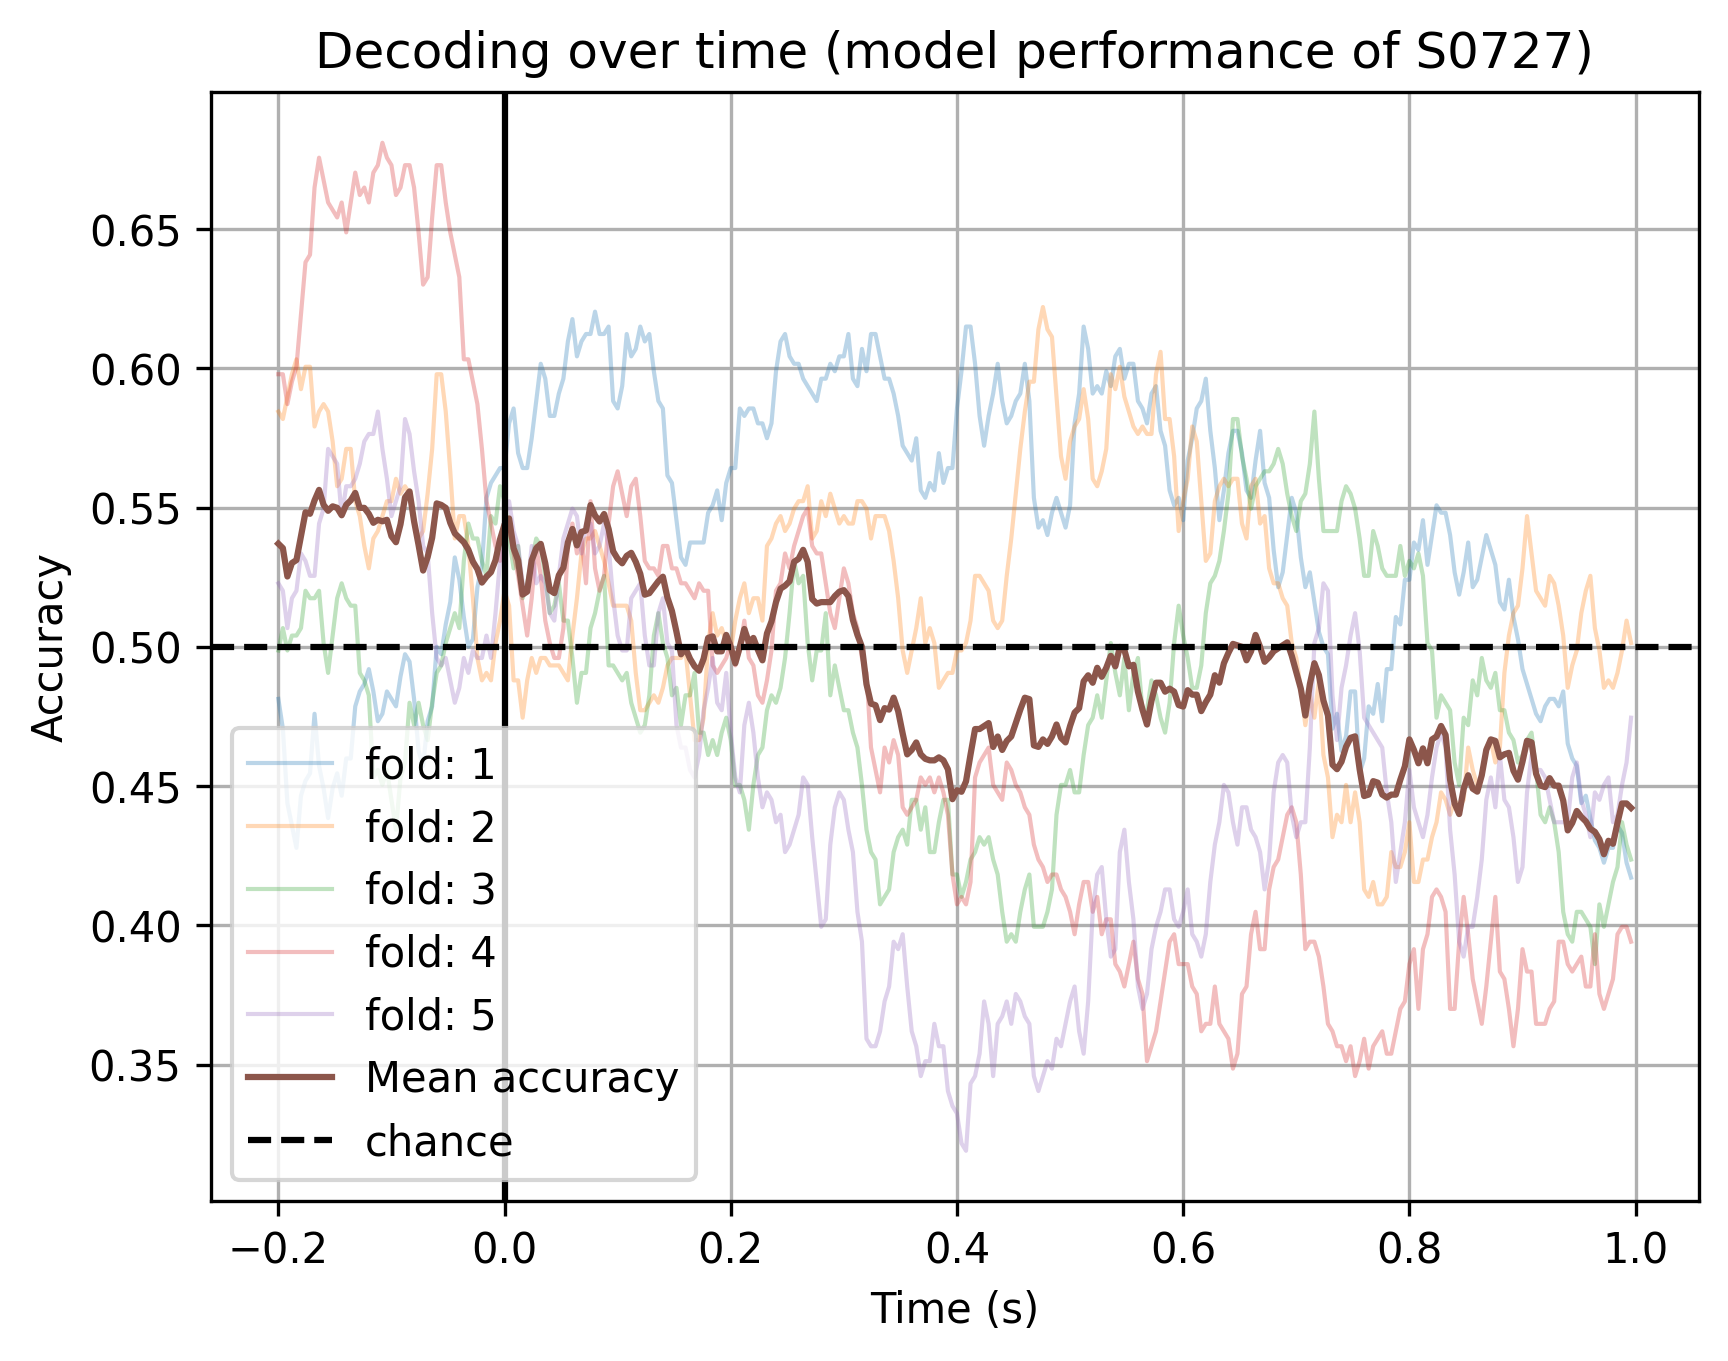 Decoding over time (model performance of S0727)
Accuracy
0.65
0.60
0.55
0.50
0.45
0.40
0.35
fold: 1
fold: 2
fold: 3
fold: 4
fold: 5
Mean accuracy
chance
−0.2 0.0 0.2 0.4 0.6 0.8 1.0
Time (s)